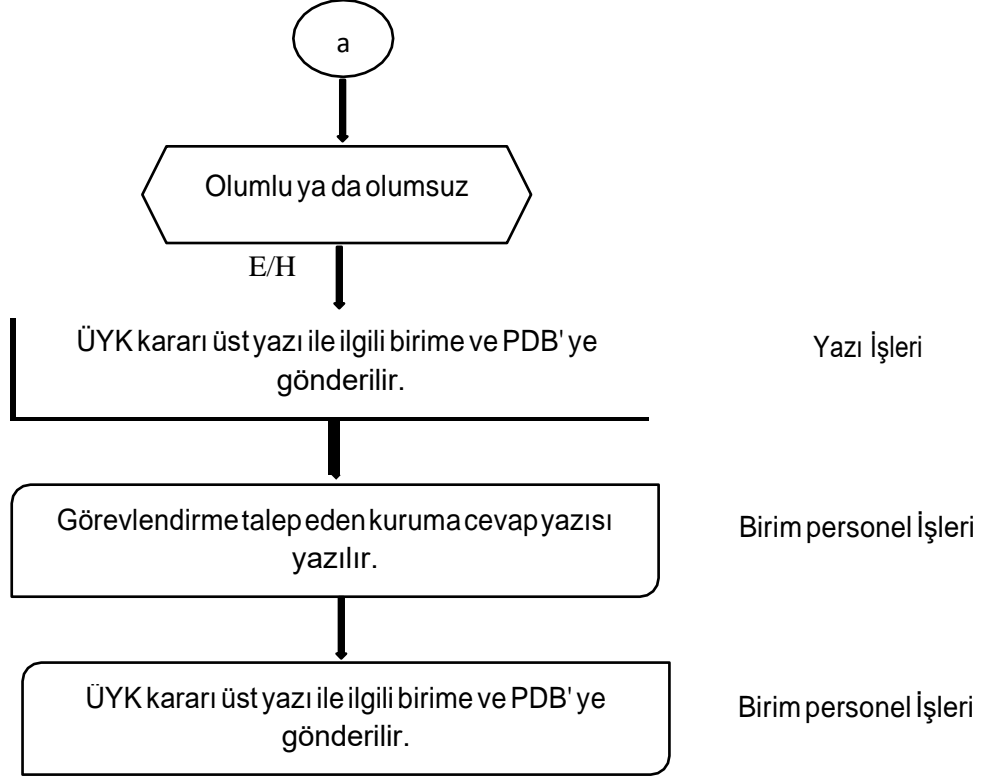 a
Olumlu ya da olumsuz
E/H
ÜYK kararı üst yazı ile ilgili birime ve PDB' ye
gönderilir.
Yazı İşleri
Görevlendirme talep eden kuruma cevap yazısı
yazılır.
Birim personel İşleri
ÜYK kararı üst yazı ile ilgili birime ve PDB' ye
gönderilir.
Birim personel İşleri